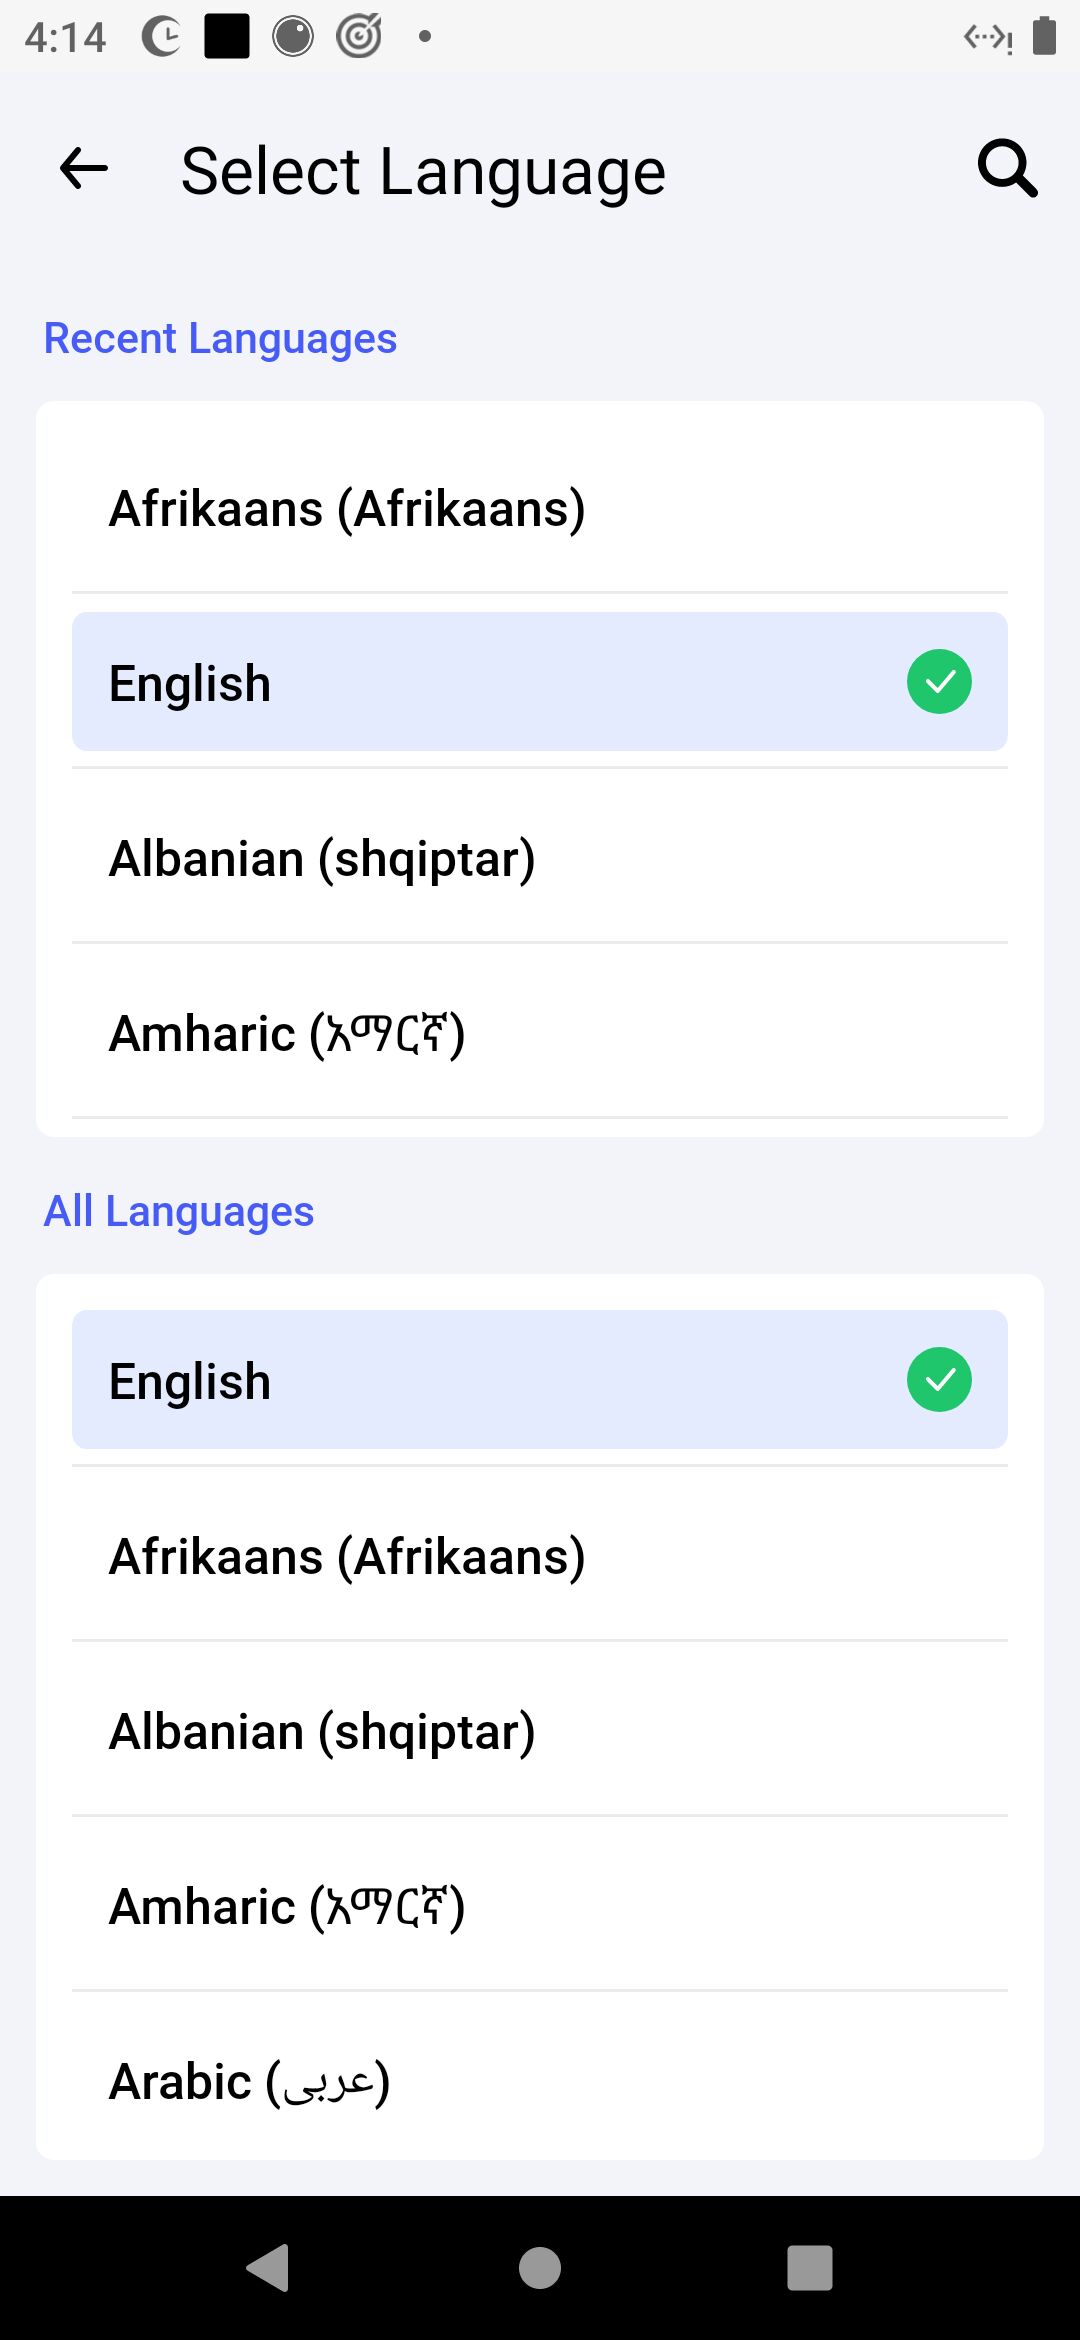 4:14
Select Language
Recent Languages
Afrikaans (Afrikaans)
English
Albanian (shqiptar)
Amharic (አማርኛ)
All Languages
English
Afrikaans (Afrikaans)
Albanian (shqiptar)
Amharic (አማርኛ)
Arabic (عربى)